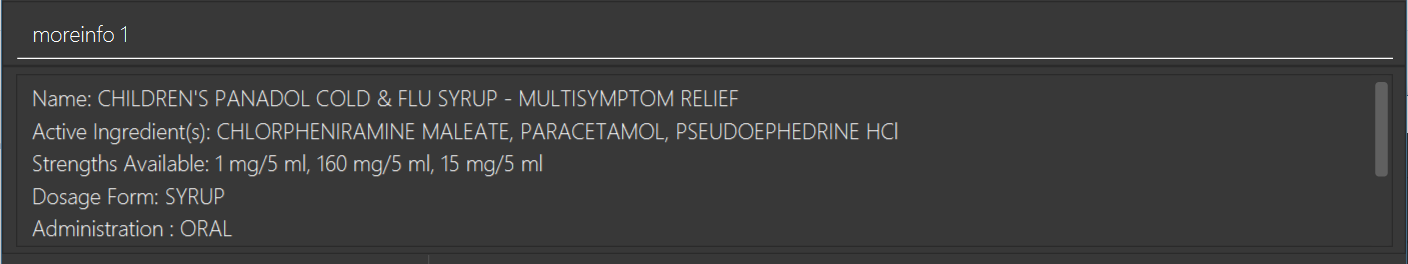 moreinfo 1
Name: CHILDREN'S PANADOL COLD & FLU SYRUP - MULTISYMPTOM RELIEF
Active Ingredient(s): CHLORPHENIRAMINE MALEATE, PARACETAMOL, PSEUDOEPHEDRINE HCl
Strengths Available: 1 mg/5 ml, 160 mg/5 ml, 15 mg/5 ml
Dosage Form: SYRUP
Administration : ORAL